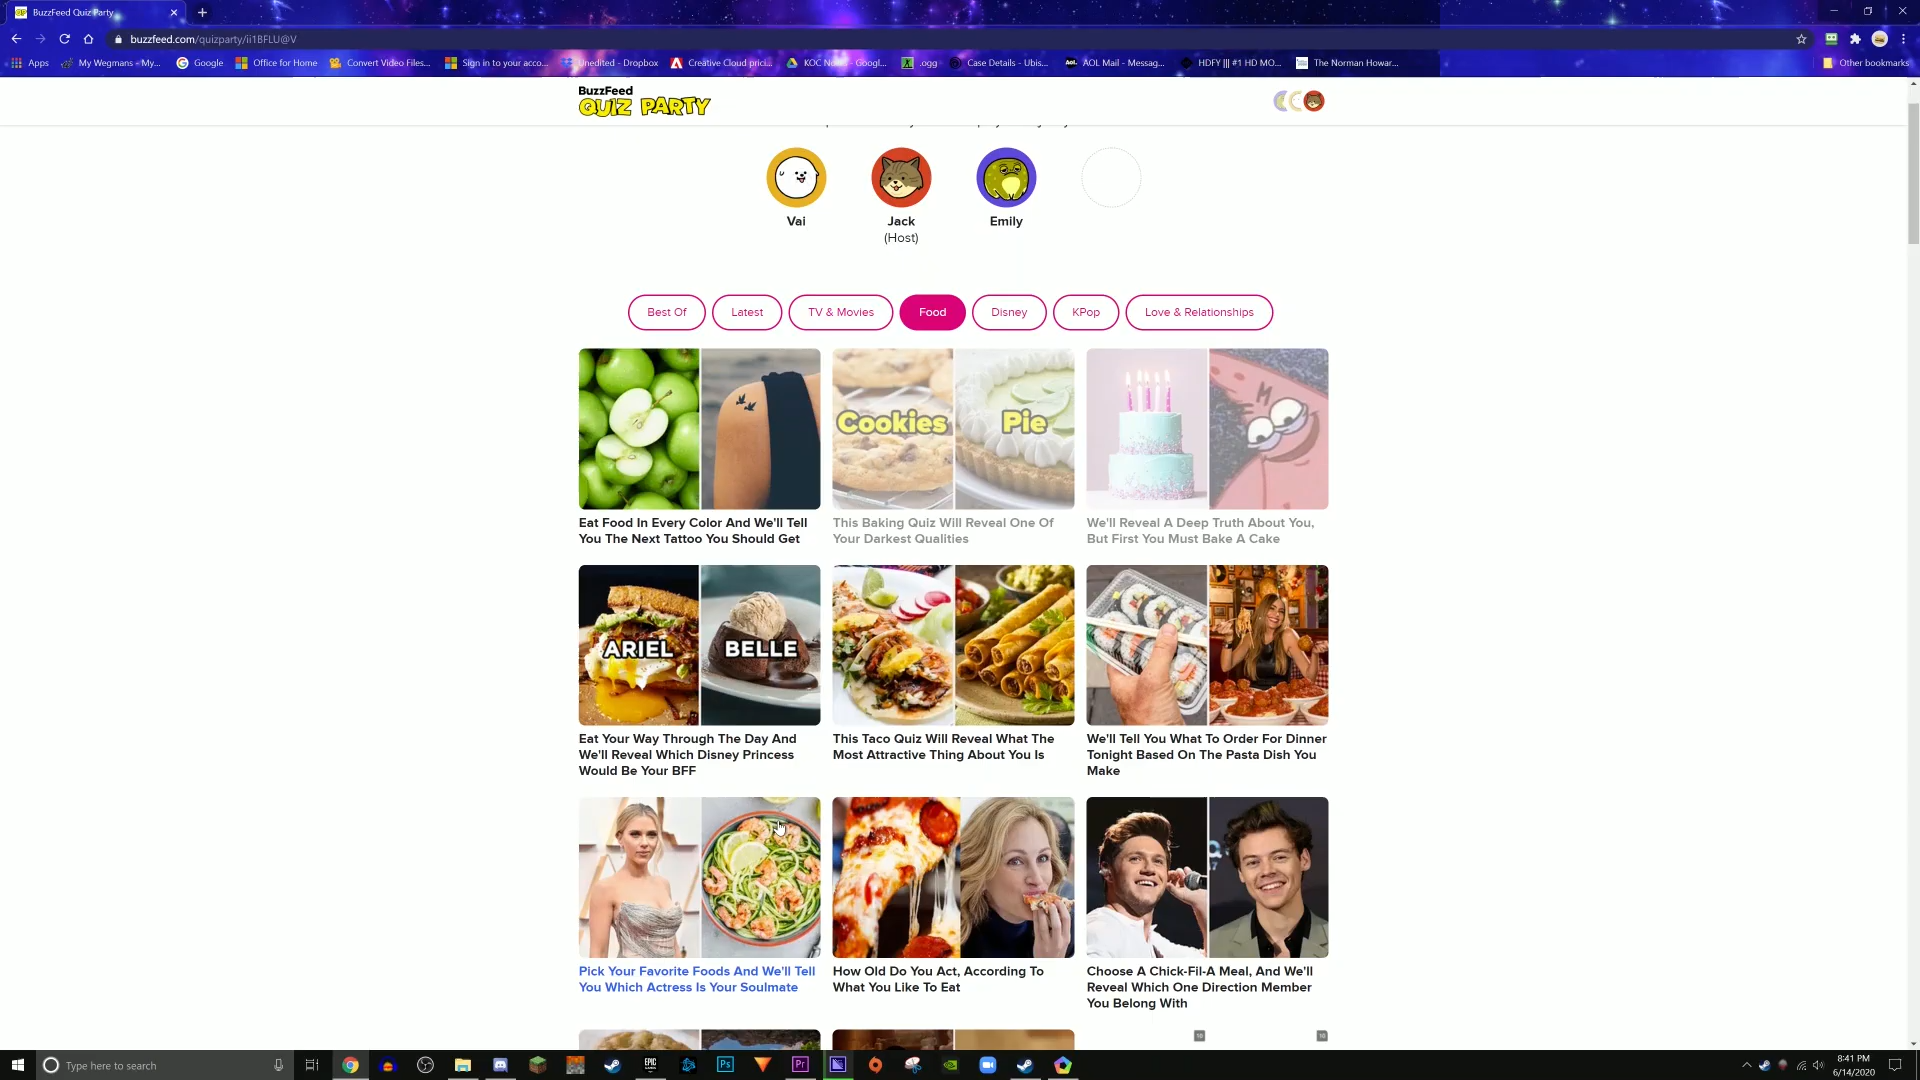 BuzzFeed Quiz Party
buzzfeed.com/quizparty/ii1BFLU@V
Apps
My Wegmans - My...
Google
Office for Home
Convert Video Files...
Sign in to your acco...
Unedited - Dropbox
Creative Cloud prici...
.ogg
Case Details - Ubis...
AOL Mail - Messag...
HDFY ||| #1 HD MO...
The Norman Howar...
Other bookmarks
BuzzFeed
QUIZ PARTY
Vai
Jack
Emily
(Host)
Best Of
Latest
TV & Movies
Food
Disney
KPop
Love & Relationships
Cookies
Pie
Eat Food In Every Color And We'll Tell
You The Next Tattoo You Should Get
This Baking Quiz Will Reveal One Of
Your Darkest Qualities
We'll Reveal A Deep Truth About You,
But First You Must Bake A Cake
ARIEL
BELLE
Eat Your Way Through The Day And
We'll Reveal Which Disney Princess
Would Be Your BFF
This Taco Quiz Will Reveal What The
Most Attractive Thing About You Is
We'll Tell You What To Order For Dinner
Tonight Based On The Pasta Dish You
Make
Pick Your Favorite Foods And We'll Tell
You Which Actress Is Your Soulmate
How Old Do You Act, According To
What You Like To Eat
Choose A Chick-Fil-A Meal, And We'll
Reveal Which One Direction Member
You Belong With
Type here to search
EPIC
GAMES
Ps
Pr
8:41 PM
6/14/2020